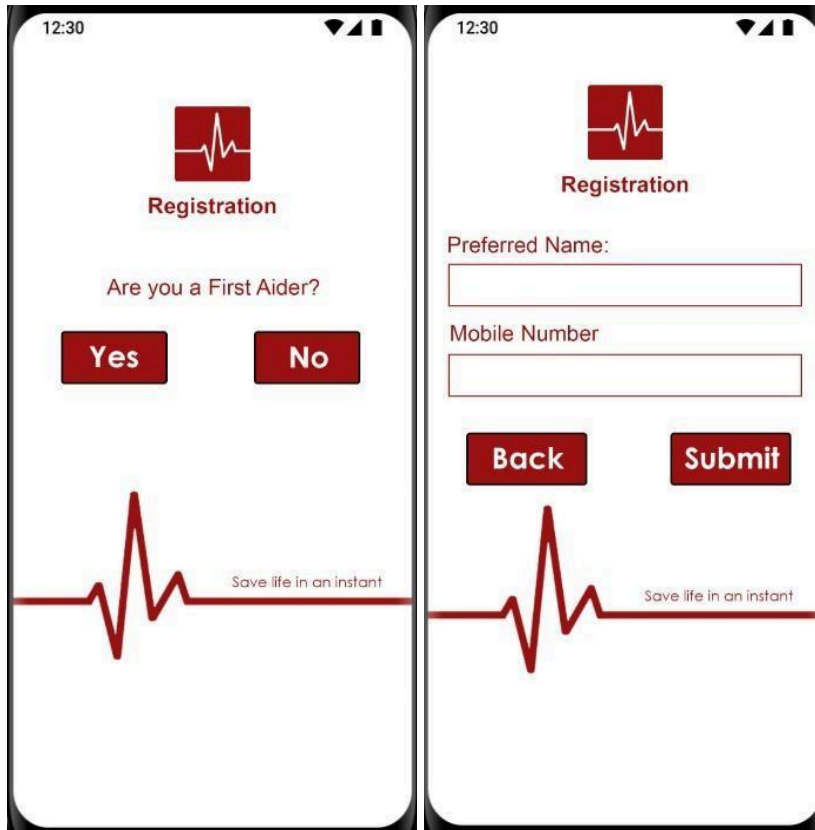 12:30
Registration
Are you a First Aider?
Yes
No
Save life in an instant
12:30
Registration
Preferred Name:
Mobile Number
Back
Submit
Save life in an instant